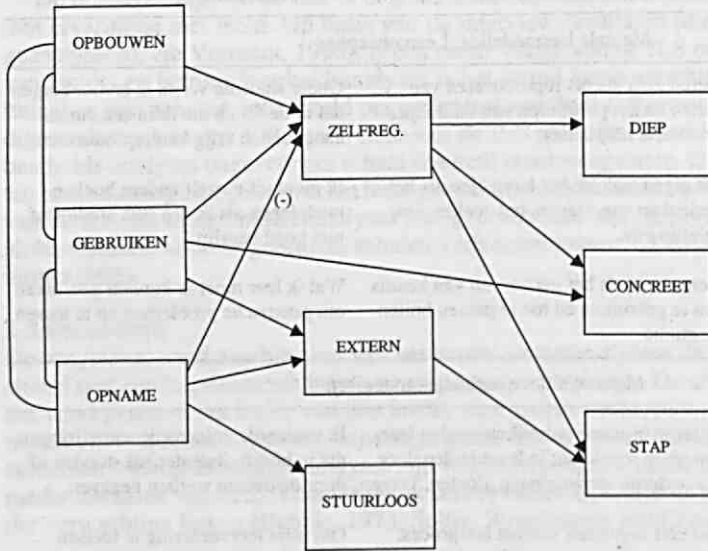 OPBOUWEN
ZELFREG.
DIEP
(-)
GEBRUIKEN
CONCREET
EXTERN
OPNAME
STAP
STUURLOOS